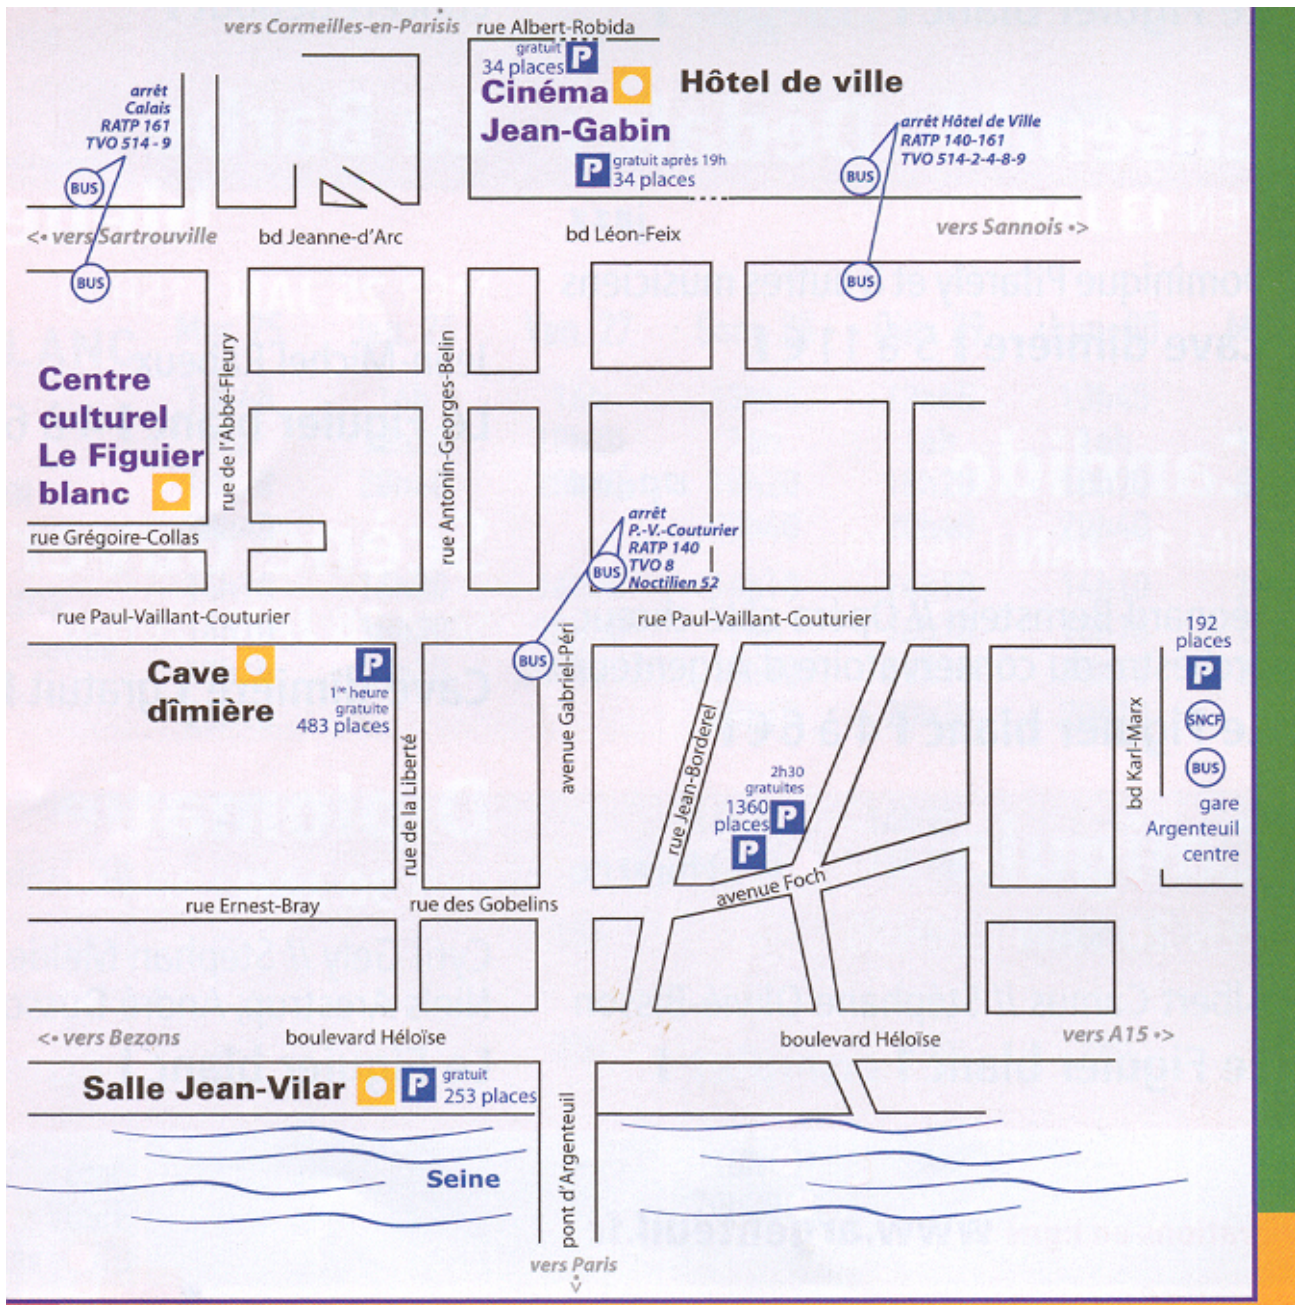 vers Cormeilles-en-Parisis
rue Albert-Robida
gratuit
34 places
P
Cinéma
Jean-Gabin
Hôtel de ville
P
gratuit après 19h
34 places
arrêt
Calais
RATP 161
TVO 514 - 9
BUS
arrêt Hôtel de Ville
RATP 140-161
TVO 514-2-4-8-9
BUS
<• vers Sartrouville
bd Jeanne-d'Arc
bd Léon-Feix
vers Sannois •>
BUS
BUS
Centre
culturel
Le Figuier
blanc
rue de l'Abbé-Fleury
rue Antonin-Georges-Belin
rue Grégoire-Collas
arrêt
P.-V.-Couturier
RATP 140
TVO 8
Noctilien 52
BUS
rue Paul-Vaillant-Couturier
rue Paul-Vaillant-Couturier
BUS
Cave
dîmière
P
1re heure
gratuite
483 places
rue de la Liberté
avenue Gabriel-Péri
rue Jean-Borderel
2h30
gratuites
1360
places
P
P
avenue Foch
bd Karl-Marx
192
places
P
SNCF
BUS
gare
Argenteuil
centre
rue Ernest-Bray
rue des Gobelins
<• vers Bezons
boulevard Héloïse
boulevard Héloïse
vers A15 •>
Salle Jean-Vilar
P
gratuit
253 places
Seine
pont d'Argenteuil
vers Paris
www.argenteuil.fr